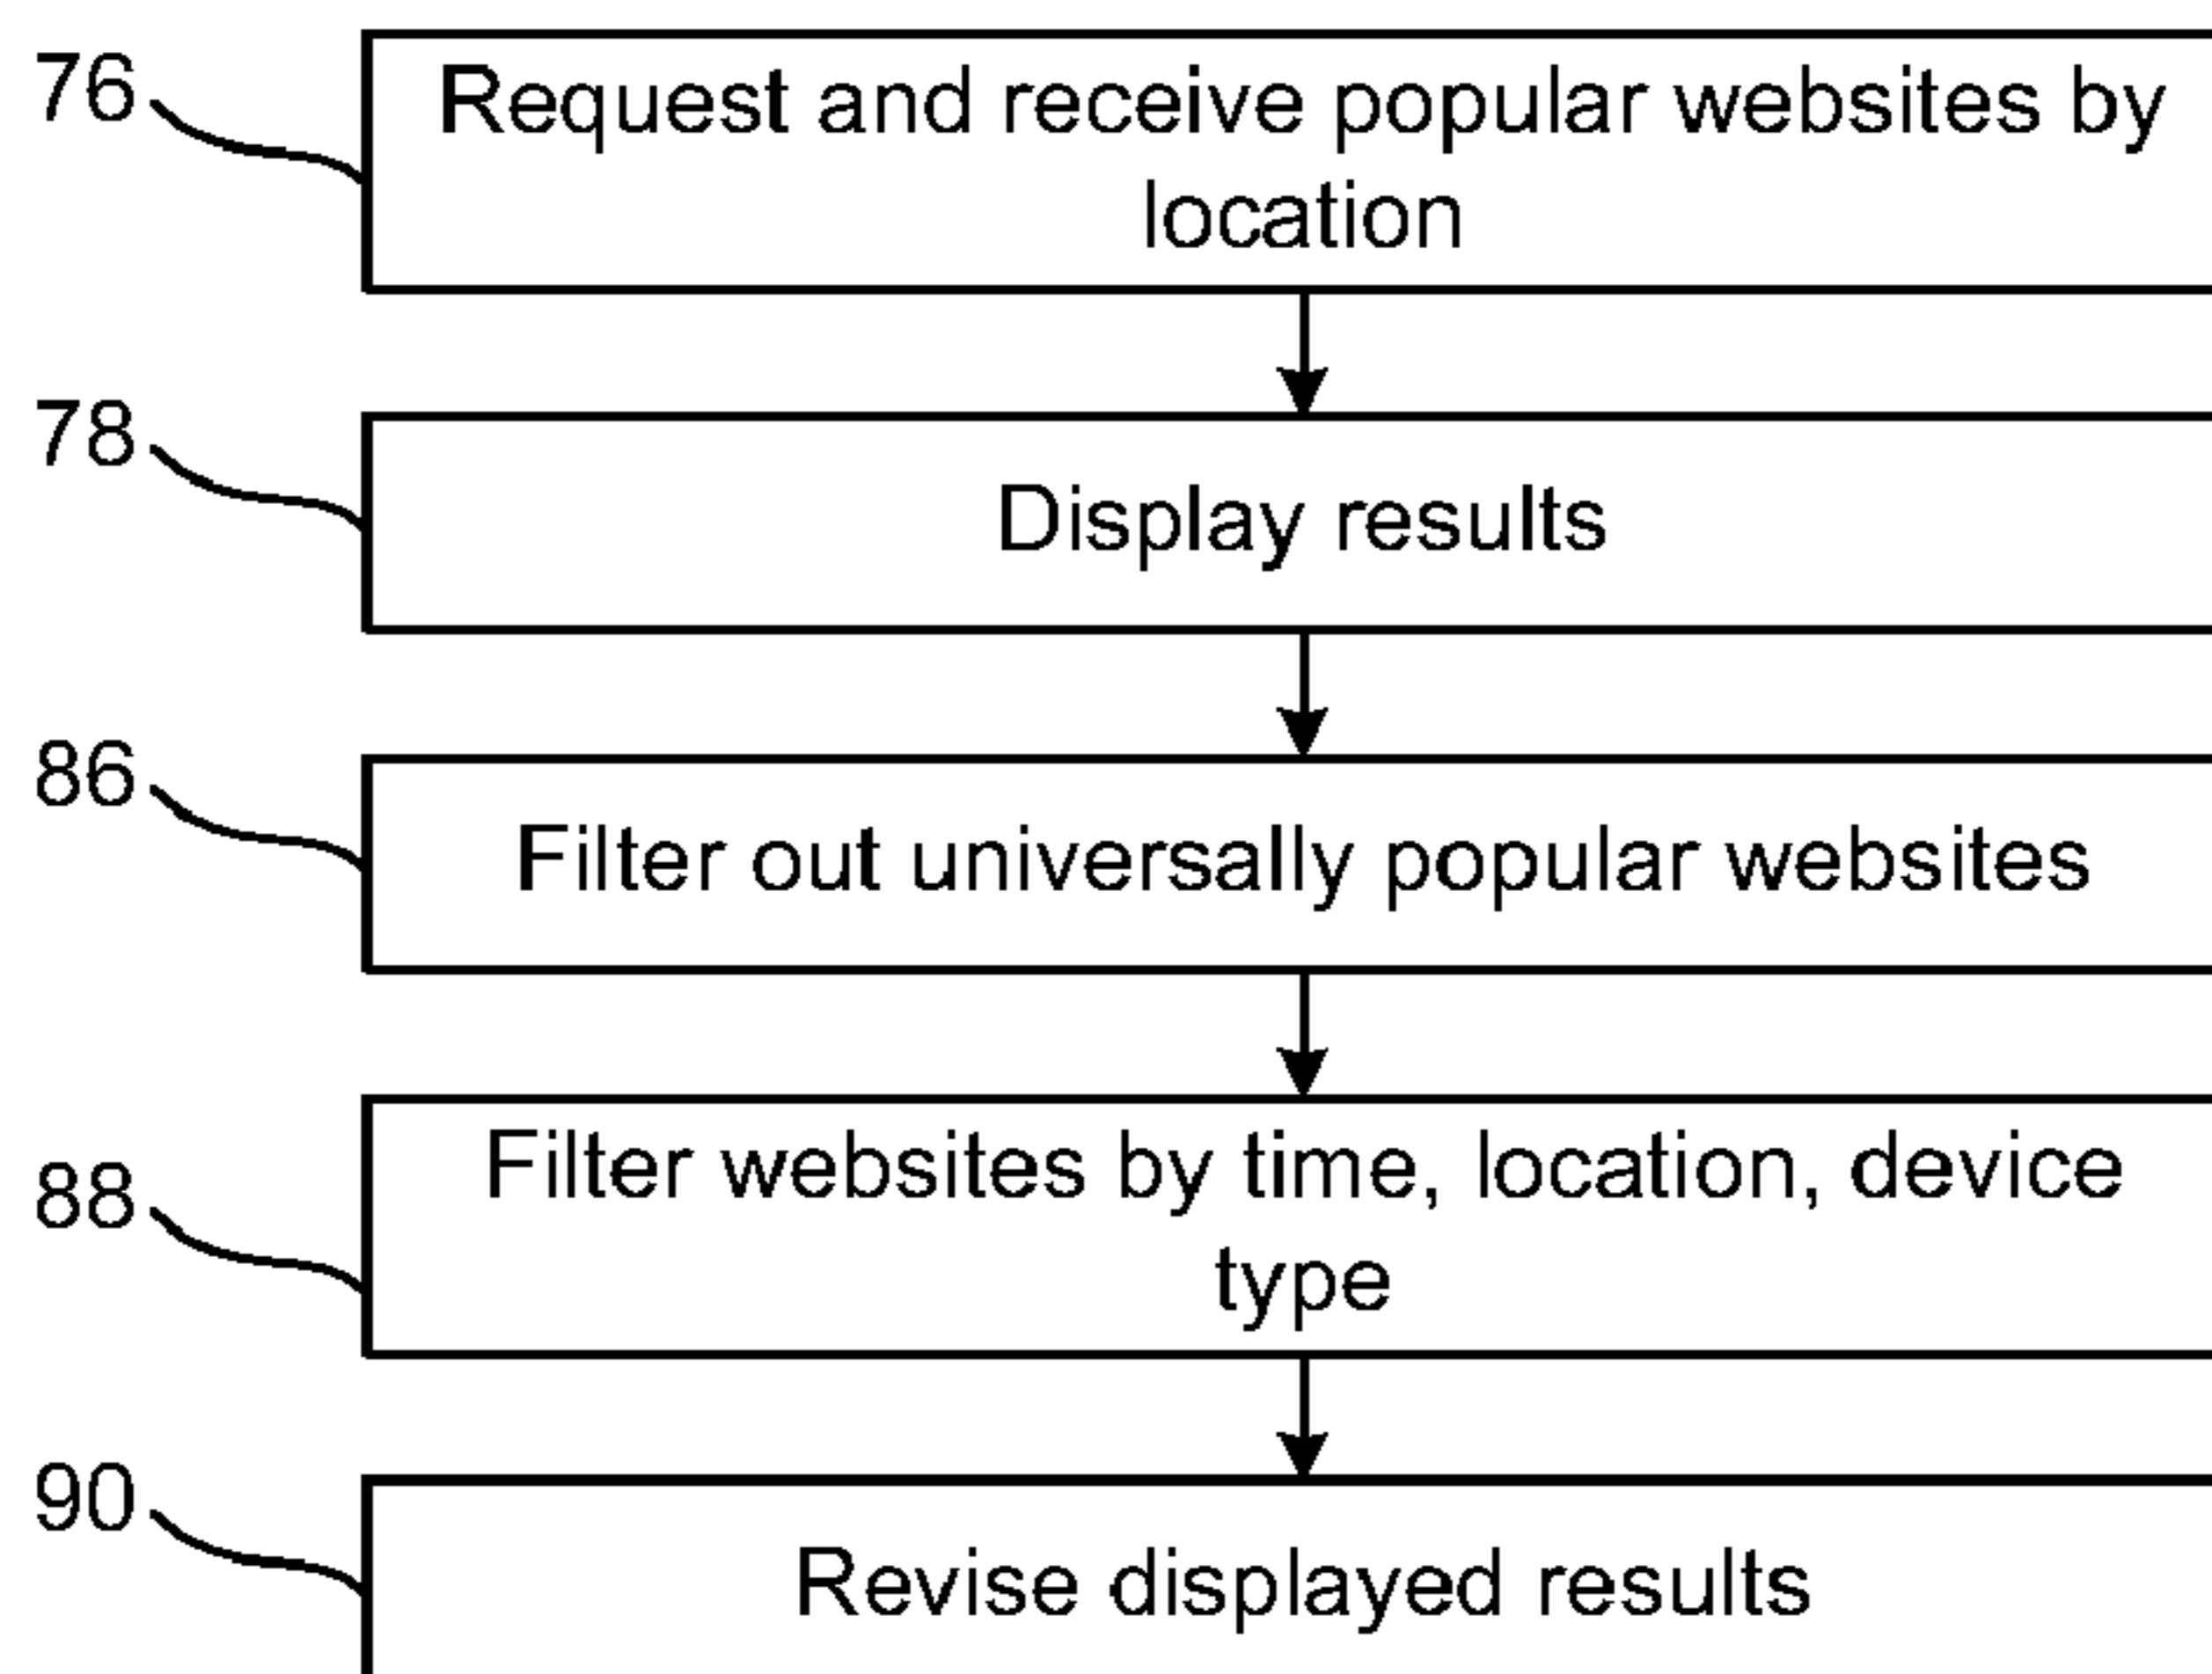 76
Request and receive popular websites by
location
78
Display results
86
Filter out universally popular websites
88
Filter websites by time, location, device
type
90
Revise displayed results